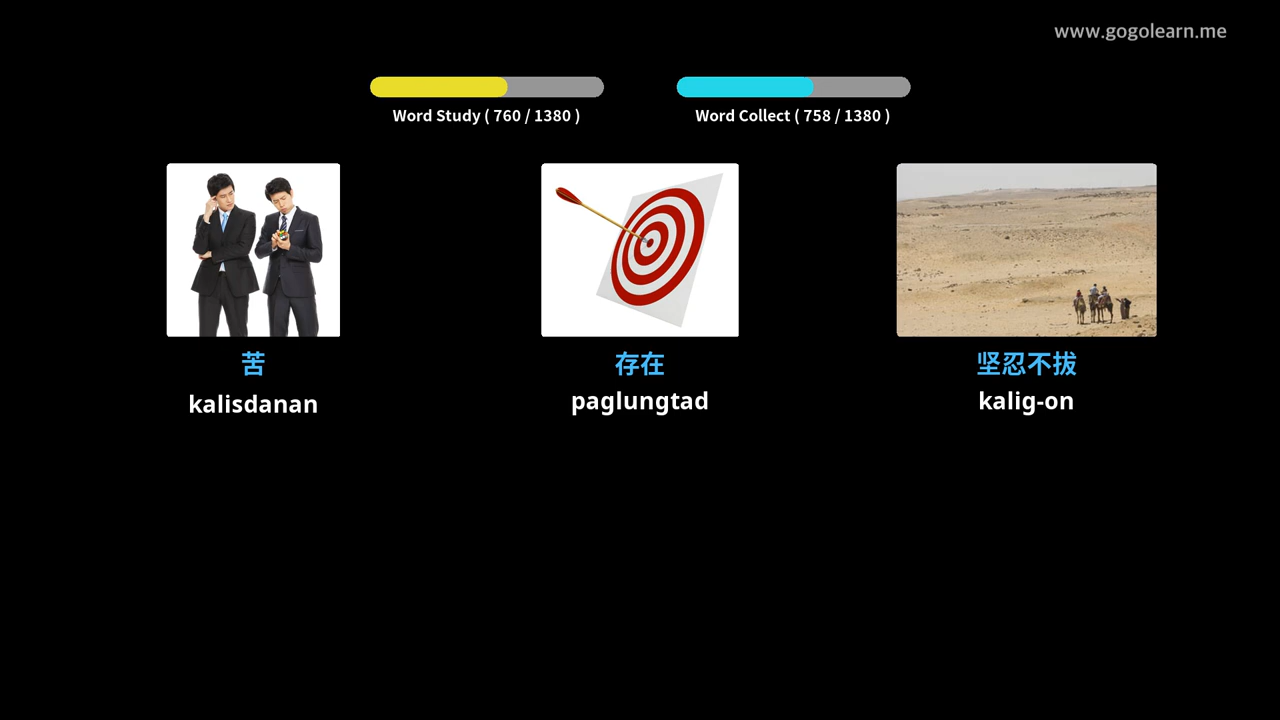 www.gogolearn.me
Word Study ( 760 / 1380 )
Word Collect ( 758 / 1380 )
苦
存在
坚忍不拔
kalisdanan
paglungtad
kalig-on